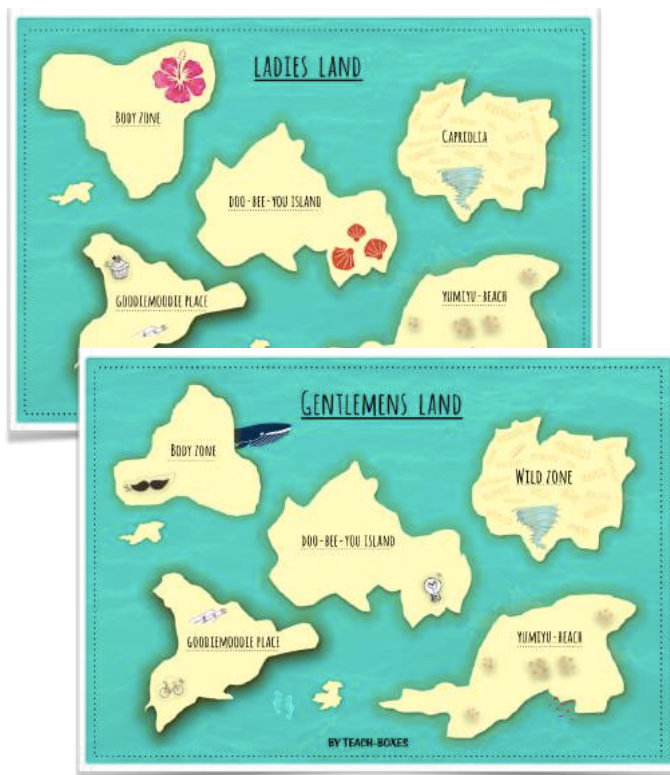 LADIES LAND
BODY ZONE
CAPRIOLIA
DOO-BEE-YOU ISLAND
GOODIEMOODIE PLACE
YUMIYU-BEACH
GENTLEMENS LAND
BODY ZONE
WILD ZONE
DOO-BEE-YOU ISLAND
GOODIEMOODIE PLACE
YUMIYU-BEACH
BY TEACH-BOXES